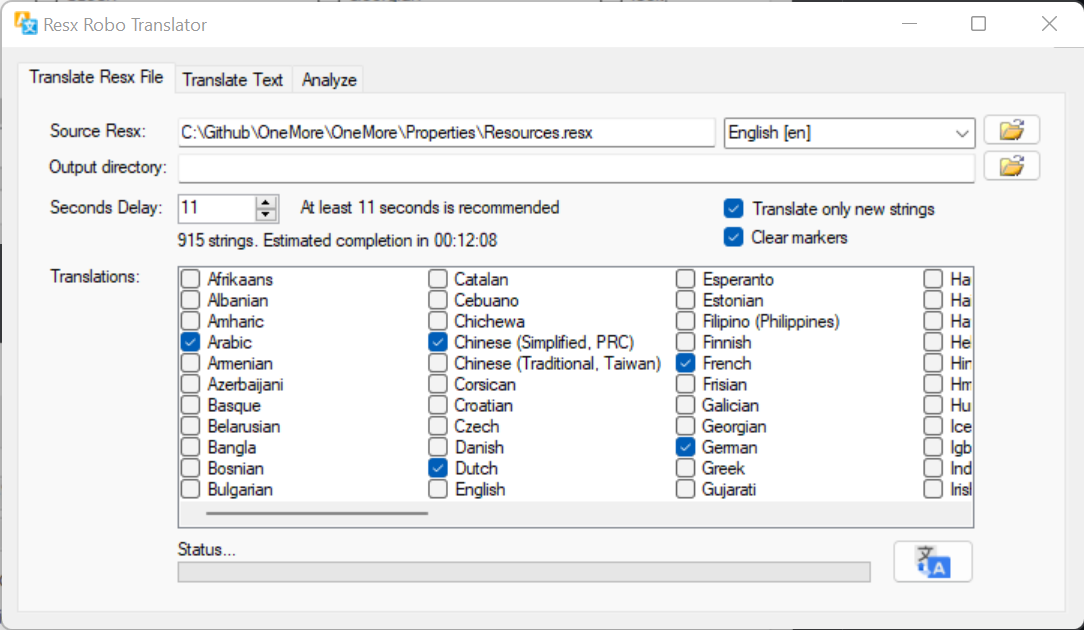 Resx Robo Translator
Translate Resx File Translate Text Analyze
Source Resx: C:\Github\OneMore\OneMore\Properties\Resources.resx English [en]
Output directory:
Seconds Delay: 11 At least 11 seconds is recommended Translate only new strings
915 strings. Estimated completion in 00:12:08 Clear markers
Translations:
Afrikaans Catalan Esperanto Ha
Albanian Cebuano Estonian Ha
Amharic Chichewa Filipino (Philippines) Ha
Arabic Chinese (Simplified, PRC) Finnish Hel
Armenian Chinese (Traditional, Taiwan) French Hin
Azerbaijani Corsican Frisian Hm
Basque Croatian Galician Hu
Belarusian Czech Georgian Ice
Bangla Danish German Igb
Bosnian Dutch Greek Ind
Bulgarian English Gujarati Irisl
Status...
文 A